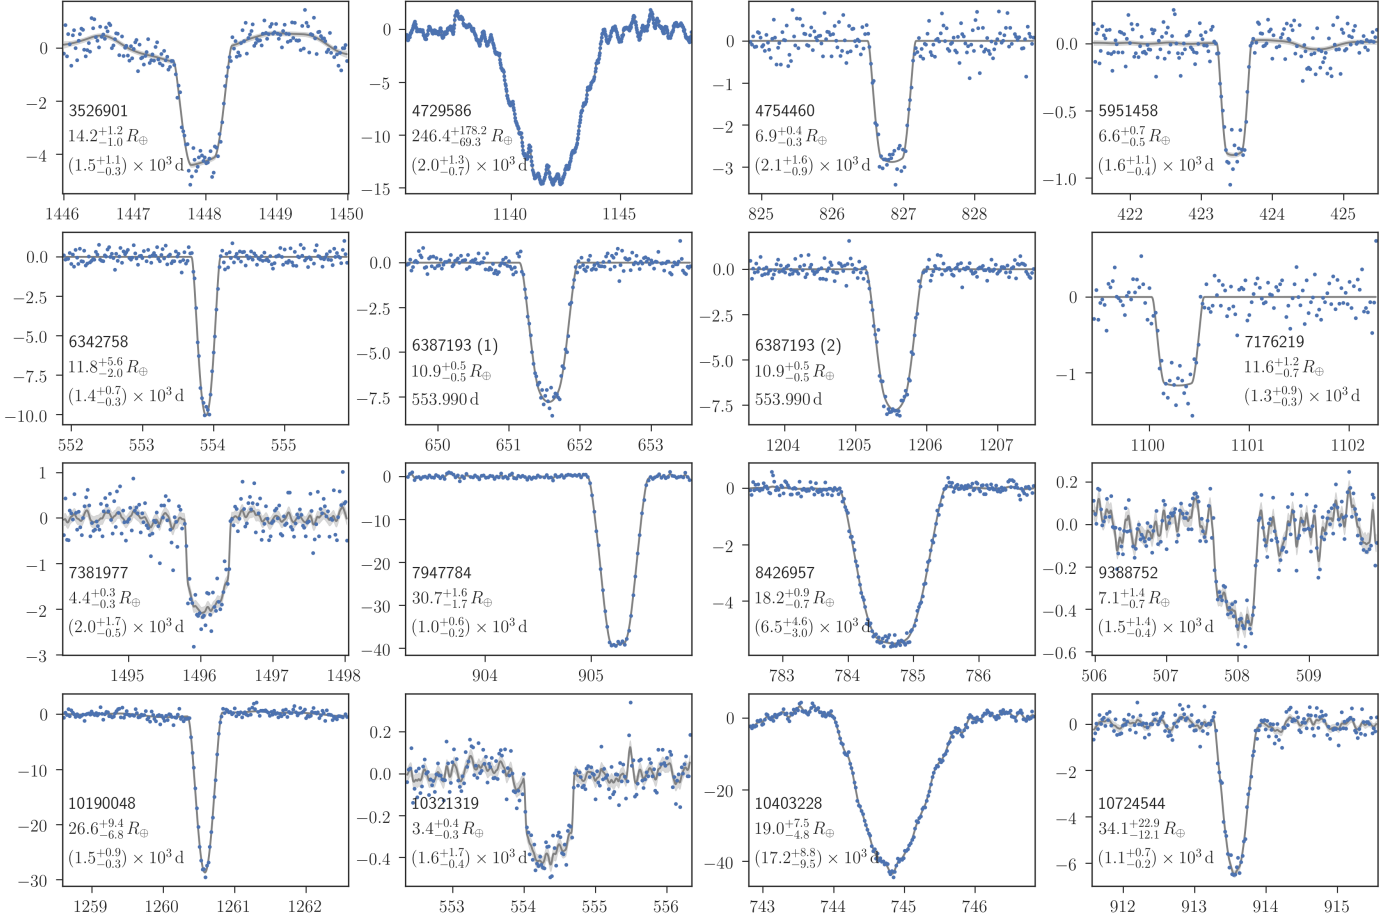 0
−2
−4
3526901
14.2 +1.2 −1.0 R⊕
(1.5 +1.1 −0.3) × 10³ d
1446 1447 1448 1449 1450
0
−5
−10
−15
4729586
246.4 +178.2 −69.3 R⊕
(2.0 +1.3 −0.7) × 10³ d
1140 1145
0
−1
−2
−3
4754460
6.9 +0.4 −0.3 R⊕
(2.1 +1.6 −0.9) × 10³ d
825 826 827 828
0.0
−0.5
−1.0
5951458
6.6 +0.7 −0.5 R⊕
(1.6 +1.1 −0.4) × 10³ d
422 423 424 425
0.0
−2.5
−5.0
−7.5
−10.0
6342758
11.8 +5.6 −2.0 R⊕
(1.4 +0.7 −0.3) × 10³ d
552 553 554 555
0.0
−2.5
−5.0
−7.5
6387193 (1)
10.9 +0.5 −0.5 R⊕
553.990 d
650 651 652 653
0.0
−2.5
−5.0
−7.5
6387193 (2)
10.9 +0.5 −0.5 R⊕
553.990 d
1204 1205 1206 1207
0
−1
7176219
11.6 +1.2 −0.7 R⊕
(1.3 +0.9 −0.3) × 10³ d
1100 1101 1102
1
0
−1
−2
−3
7381977
4.4 +0.3 −0.3 R⊕
(2.0 +1.7 −0.5) × 10³ d
1495 1496 1497 1498
0
−10
−20
−30
−40
7947784
30.7 +1.6 −1.7 R⊕
(1.0 +0.6 −0.2) × 10³ d
904 905
0
−2
−4
8426957
18.2 +0.9 −0.7 R⊕
(6.5 +4.6 −3.0) × 10³ d
783 784 785 786
0.2
0.0
−0.2
−0.4
−0.6
9388752
7.1 +1.4 −0.7 R⊕
(1.5 +1.4 −0.4) × 10³ d
506 507 508 509
0
−10
−20
−30
10190048
26.6 +9.4 −6.8 R⊕
(1.5 +0.9 −0.3) × 10³ d
1259 1260 1261 1262
0.2
0.0
−0.2
−0.4
10321319
3.4 +0.4 −0.3 R⊕
(1.6 +1.7 −0.4) × 10³ d
553 554 555 556
0
−20
−40
10403228
19.0 +7.5 −4.8 R⊕
(17.2 +8.8 −9.5) × 10³ d
743 744 745 746
0
−2
−4
−6
10724544
34.1 +22.9 −12.1 R⊕
(1.1 +0.7 −0.2) × 10³ d
912 913 914 915